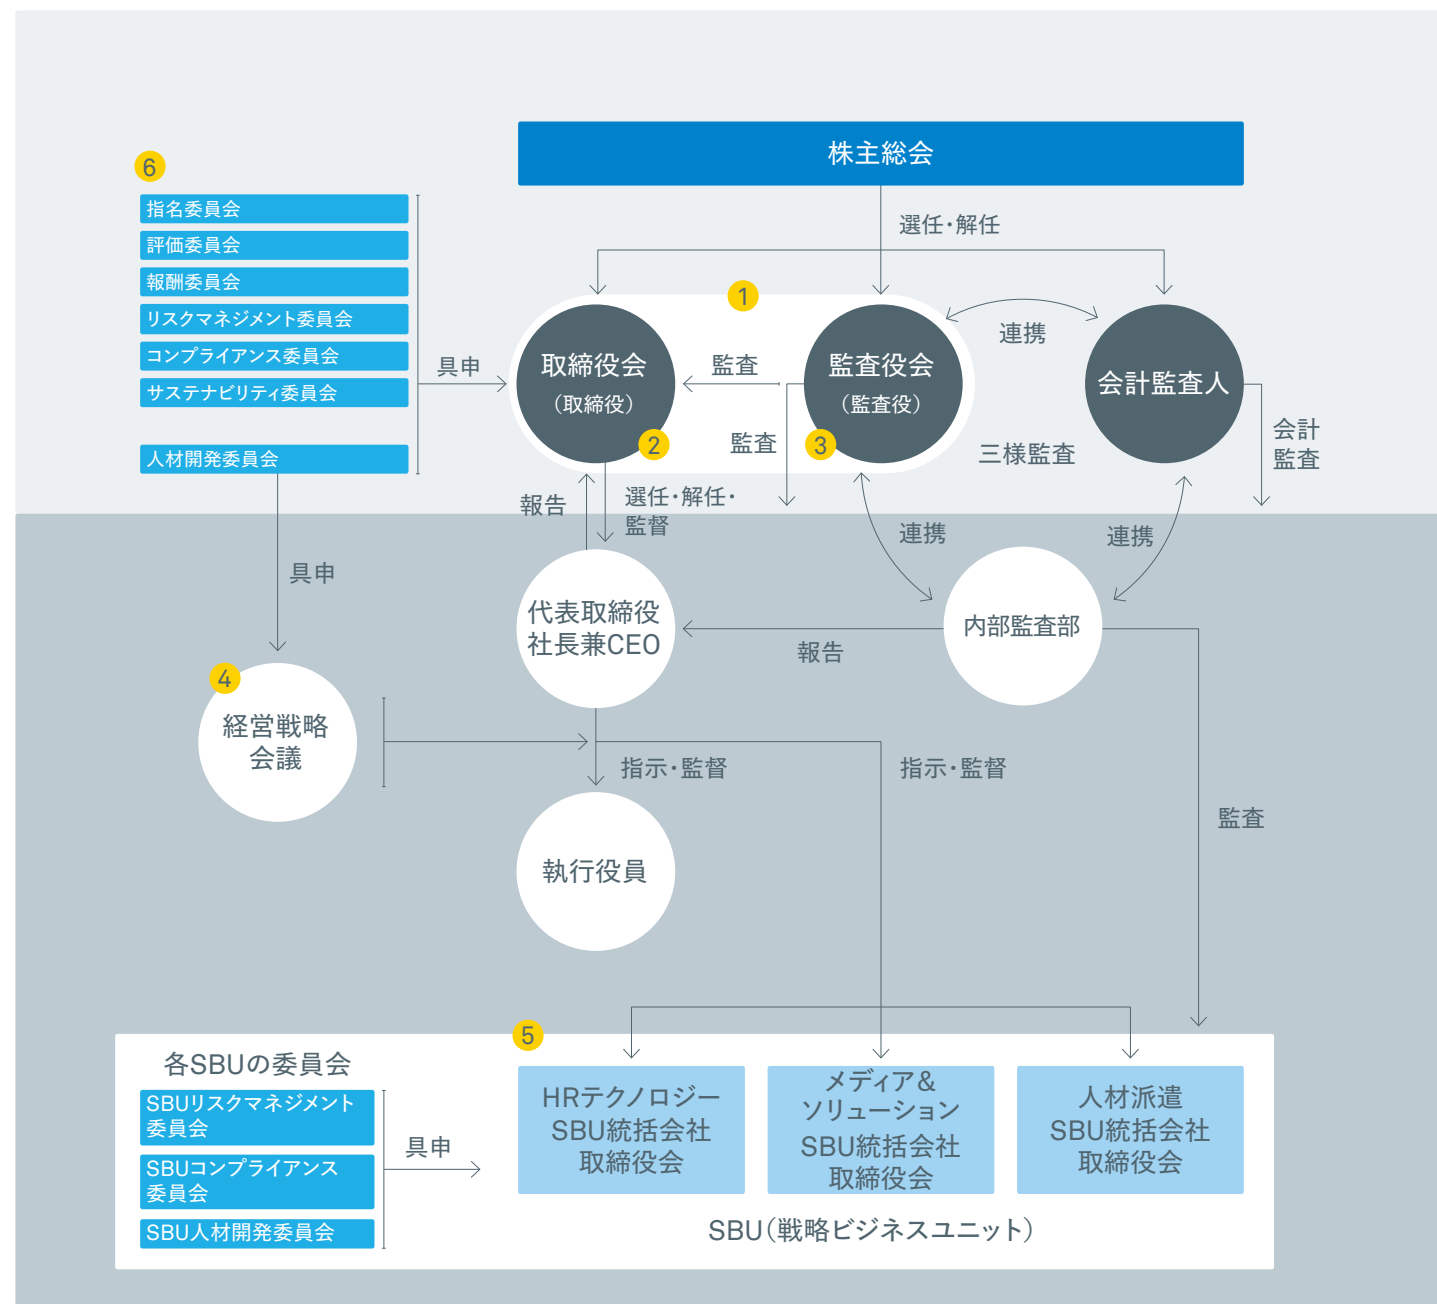 株主総会
選任・解任
6
指名委員会
評価委員会
報酬委員会
リスクマネジメント委員会
コンプライアンス委員会
サステナビリティ委員会
人材開発委員会
具申
1
取締役会
（取締役）
2
監査
監査役会
（監査役）
3
監査
連携
会計監査人
三様監査
会計
監査
報告
選任・解任・
監督
連携
連携
具申
代表取締役
社長兼CEO
報告
内部監査部
4
経営戦略
会議
指示・監督
指示・監督
監査
執行役員
5
各SBUの委員会
SBUリスクマネジメント
委員会
SBUコンプライアンス
委員会
SBU人材開発委員会
具申
HRテクノロジー
SBU統括会社
取締役会
メディア＆
ソリューション
SBU統括会社
取締役会
人材派遣
SBU統括会社
取締役会
SBU（戦略ビジネスユニット）